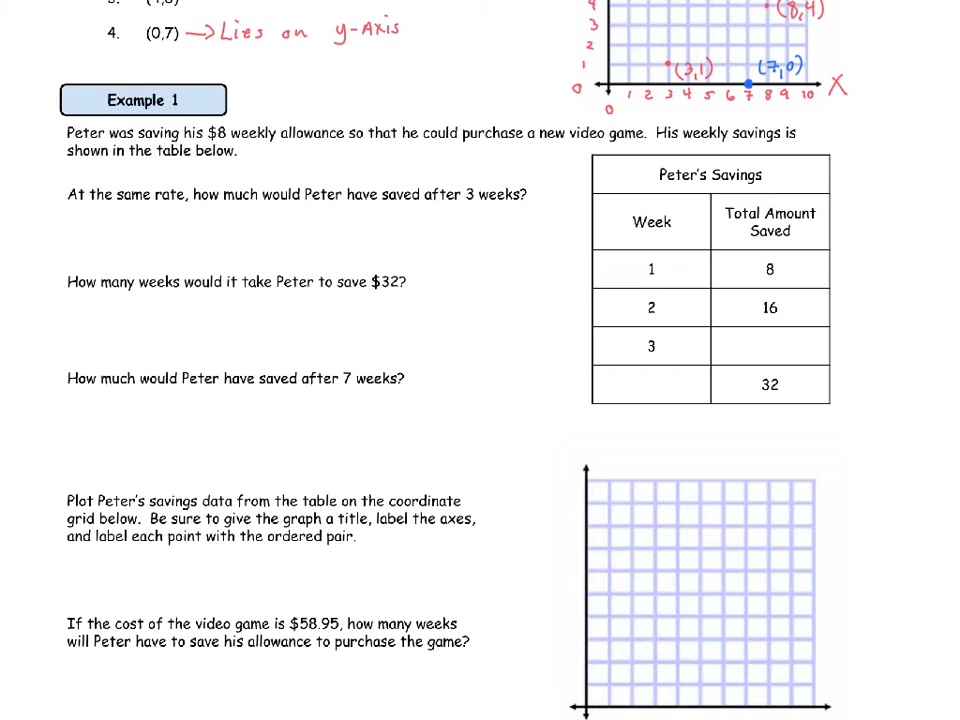 4. (0,7) → Lies on y-Axis
4
3
2
1
0
(8,4)
(3,1)
(7,0)
X
1 2 3 4 5 6 7 8 9 10
0
Example 1
Peter was saving his $8 weekly allowance so that he could purchase a new video game. His weekly savings is
shown in the table below.
At the same rate, how much would Peter have saved after 3 weeks?
How many weeks would it take Peter to save $32?
How much would Peter have saved after 7 weeks?
Peter's Savings
Week Total Amount
Saved
1 8
2 16
3
32
Plot Peter's savings data from the table on the coordinate
grid below. Be sure to give the graph a title, label the axes,
and label each point with the ordered pair.
If the cost of the video game is $58.95, how many weeks
will Peter have to save his allowance to purchase the game?